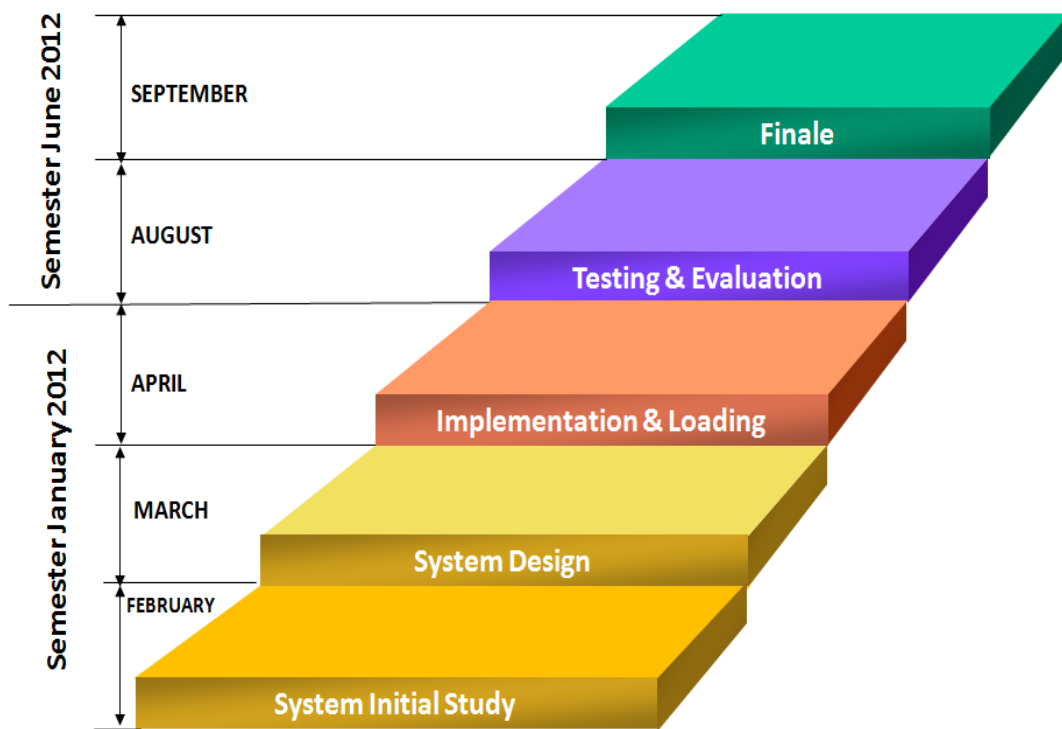 Semester June 2012
SEPTEMBER
Finale
AUGUST
Testing & Evaluation
Semester January 2012
APRIL
Implementation & Loading
MARCH
System Design
FEBRUARY
System Initial Study